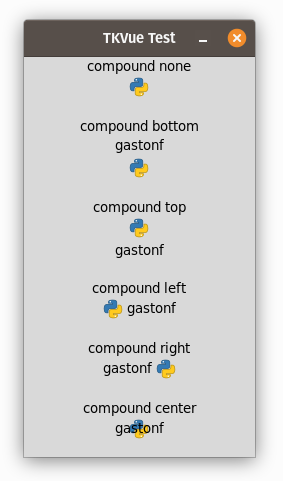 TKVue Test
compound none
compound bottom
gastonf
compound top
gastonf
compound left
gastonf
compound right
gastonf
compound center
gastonf